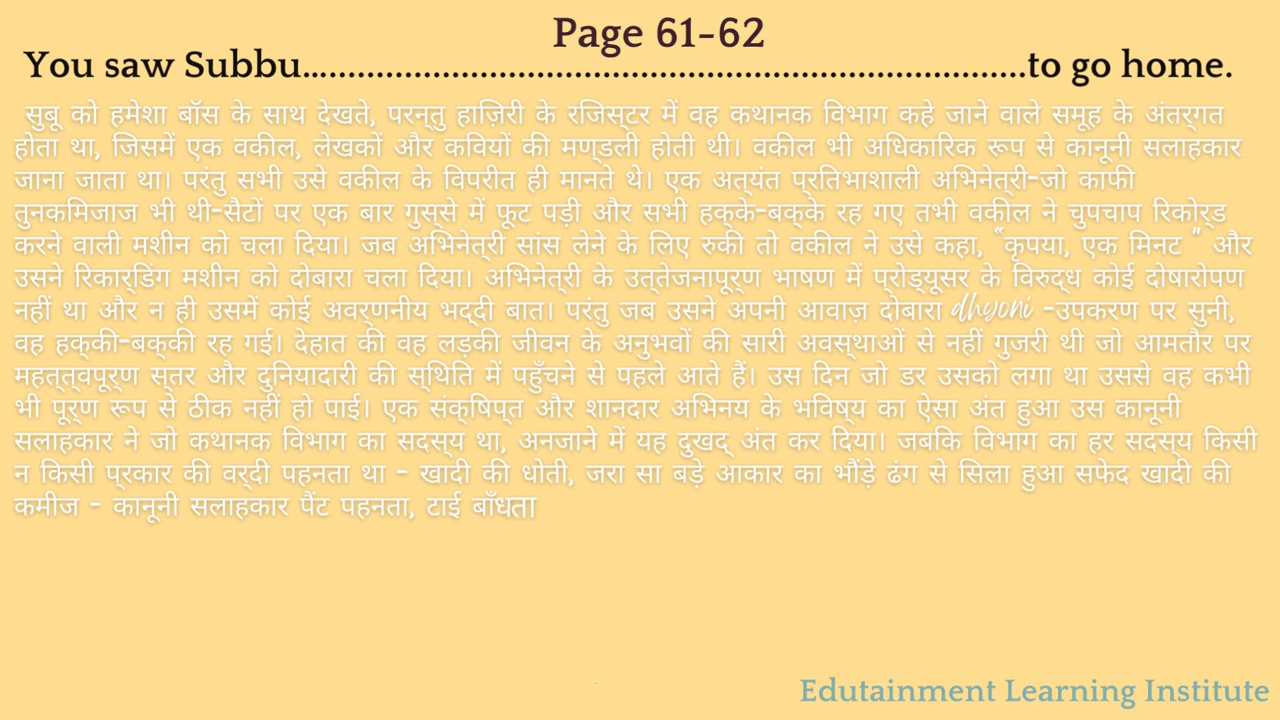 Page 61-62
You saw Subbu...............................................................................to go home.
सुबू को हमेशा बॉस के साथ देखते, परन्तु हाज़िरी के रजिस्टर में वह कथानक विभाग कहे जाने वाले समूह के अंतर्गत
होता था, जिसमें एक वकील, लेखकों और कवियों की मण्डली होती थी। वकील भी अधिकारिक रूप से कानूनी सलाहकार
जाना जाता था। परंतु सभी उसे वकील के विपरीत ही मानते थे। एक अत्यंत प्रतिभाशाली अभिनेत्री-जो काफी
तुनकमिजाज भी थी-सैटों पर एक बार गुस्से में फूट पड़ी और सभी हक्के-बक्के रह गए तभी वकील ने चुपचाप रिकोर्ड
करने वाली मशीन को चला दिया। जब अभिनेत्री सांस लेने के लिए रुकी तो वकील ने उसे कहा, “कृपया, एक मिनट " और
उसने रिकार्डिंग मशीन को दोबारा चला दिया। अभिनेत्री के उत्तेजनापूर्ण भाषण में प्रोड्यूसर के विरुद्ध कोई दोषारोपण
नहीं था और न ही उसमें कोई अवर्णनीय भद्दी बात। परंतु जब उसने अपनी आवाज़ दोबारा dhyoni -उपकरण पर सुनी,
वह हक्की-बक्की रह गई। देहात की वह लड़की जीवन के अनुभवों की सारी अवस्थाओं से नहीं गुजरी थी जो आमतौर पर
महत्त्वपूर्ण स्तर और दुनियादारी की स्थिति में पहुँचने से पहले आते हैं। उस दिन जो डर उसको लगा था उससे वह कभी
भी पूर्ण रूप से ठीक नहीं हो पाई। एक संक्षिप्त और शानदार अभिनय के भविष्य का ऐसा अंत हुआ उस कानूनी
सलाहकार ने जो कथानक विभाग का सदस्य था, अनजाने में यह दुखद् अंत कर दिया। जबकि विभाग का हर सदस्य किसी
न किसी प्रकार की वर्दी पहनता था - खादी की धोती, जरा सा बड़े आकार का भौंड़े ढंग से सिला हुआ सफेद खादी की
कमीज - कानूनी सलाहकार पैंट पहनता, टाई बाँधता
Edutainment Learning Institute